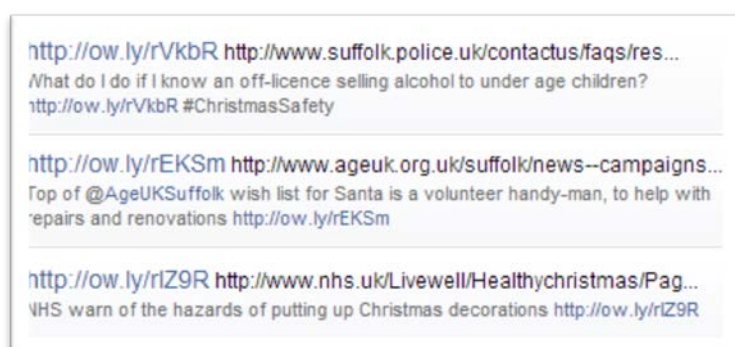 http://ow.ly/rVkbR http://www.suffolk.police.uk/contactus/faqs/res...
What do I do if I know an off-licence selling alcohol to under age children?
http://ow.ly/rVkbR #ChristmasSafety
http://ow.ly/rEKSm http://www.ageuk.org.uk/suffolk/news--campaigns...
Top of @AgeUKSuffolk wish list for Santa is a volunteer handy-man, to help with
repairs and renovations http://ow.ly/rEKSm
http://ow.ly/rIZ9R http://www.nhs.uk/Livewell/Healthychristmas/Pag...
NHS warn of the hazards of putting up Christmas decorations http://ow.ly/rIZ9R